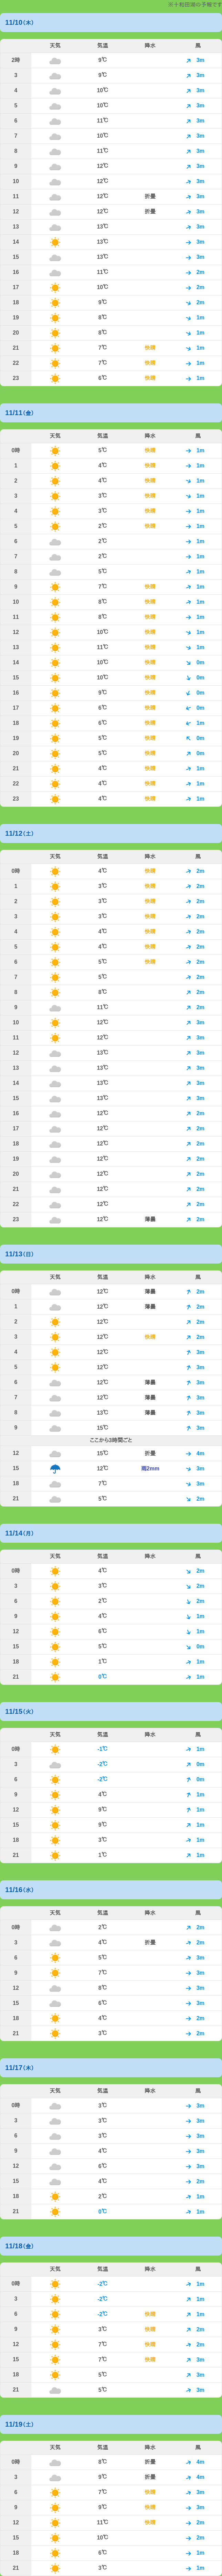 ※十和田湖の予報です
11/10(木)
天気 気温 降水 風
2時 9℃ 3m
3 9℃ 3m
4 10℃ 3m
5 10℃ 3m
6 11℃ 3m
7 10℃ 3m
8 11℃ 3m
9 12℃ 3m
10 12℃ 3m
11 12℃ 折曇 3m
12 12℃ 折曇 3m
13 13℃ 3m
14 13℃ 3m
15 13℃ 3m
16 11℃ 2m
17 10℃ 2m
18 9℃ 2m
19 8℃ 1m
20 8℃ 1m
21 7℃ 快晴 1m
22 7℃ 快晴 1m
23 6℃ 快晴 1m
11/11(金)
天気 気温 降水 風
0時 5℃ 快晴 1m
1 4℃ 快晴 1m
2 4℃ 快晴 1m
3 3℃ 快晴 1m
4 3℃ 快晴 1m
5 2℃ 快晴 1m
6 2℃ 1m
7 2℃ 1m
8 5℃ 1m
9 7℃ 快晴 1m
10 8℃ 快晴 1m
11 8℃ 快晴 1m
12 10℃ 快晴 1m
13 11℃ 快晴 1m
14 10℃ 快晴 0m
15 10℃ 快晴 0m
16 9℃ 快晴 0m
17 6℃ 快晴 0m
18 6℃ 快晴 1m
19 5℃ 快晴 0m
20 5℃ 快晴 0m
21 4℃ 快晴 1m
22 4℃ 快晴 1m
23 4℃ 快晴 1m
11/12(土)
天気 気温 降水 風
0時 4℃ 快晴 2m
1 3℃ 快晴 2m
2 3℃ 快晴 2m
3 3℃ 快晴 2m
4 4℃ 快晴 2m
5 4℃ 快晴 2m
6 5℃ 快晴 2m
7 5℃ 2m
8 8℃ 2m
9 11℃ 2m
10 12℃ 3m
11 12℃ 3m
12 13℃ 3m
13 13℃ 3m
14 13℃ 3m
15 13℃ 3m
16 12℃ 2m
17 12℃ 2m
18 12℃ 2m
19 12℃ 2m
20 12℃ 2m
21 12℃ 2m
22 12℃ 2m
23 12℃ 薄曇 2m
11/13(日)
天気 気温 降水 風
0時 12℃ 薄曇 2m
1 12℃ 薄曇 2m
2 12℃ 2m
3 12℃ 快晴 2m
4 12℃ 3m
5 12℃ 3m
6 12℃ 薄曇 3m
7 12℃ 薄曇 3m
8 13℃ 薄曇 3m
9 15℃ 3m
ここから3時間ごと
12 15℃ 折曇 4m
15 12℃ 雨2mm 3m
18 7℃ 3m
21 5℃ 2m
11/14(月)
天気 気温 降水 風
0時 4℃ 2m
3 3℃ 2m
6 2℃ 2m
9 4℃ 1m
12 6℃ 1m
15 5℃ 0m
18 1℃ 1m
21 0℃ 1m
11/15(火)
天気 気温 降水 風
0時 -1℃ 1m
3 -2℃ 0m
6 -2℃ 0m
9 4℃ 1m
12 9℃ 1m
15 9℃ 1m
18 3℃ 1m
21 1℃ 1m
11/16(水)
天気 気温 降水 風
0時 2℃ 2m
3 4℃ 折曇 2m
6 5℃ 3m
9 7℃ 3m
12 8℃ 3m
15 6℃ 3m
18 4℃ 2m
21 3℃ 2m
11/17(木)
天気 気温 降水 風
0時 3℃ 3m
3 3℃ 3m
6 3℃ 3m
9 4℃ 3m
12 6℃ 3m
15 4℃ 2m
18 2℃ 1m
21 0℃ 1m
11/18(金)
天気 気温 降水 風
0時 -2℃ 1m
3 -2℃ 1m
6 -2℃ 快晴 1m
9 3℃ 快晴 2m
12 7℃ 快晴 2m
15 7℃ 快晴 3m
18 5℃ 3m
21 5℃ 3m
11/19(土)
天気 気温 降水 風
0時 8℃ 折曇 4m
3 9℃ 折曇 4m
6 7℃ 快晴 3m
9 9℃ 快晴 3m
12 11℃ 快晴 2m
15 10℃ 2m
18 6℃ 1m
21 3℃ 1m